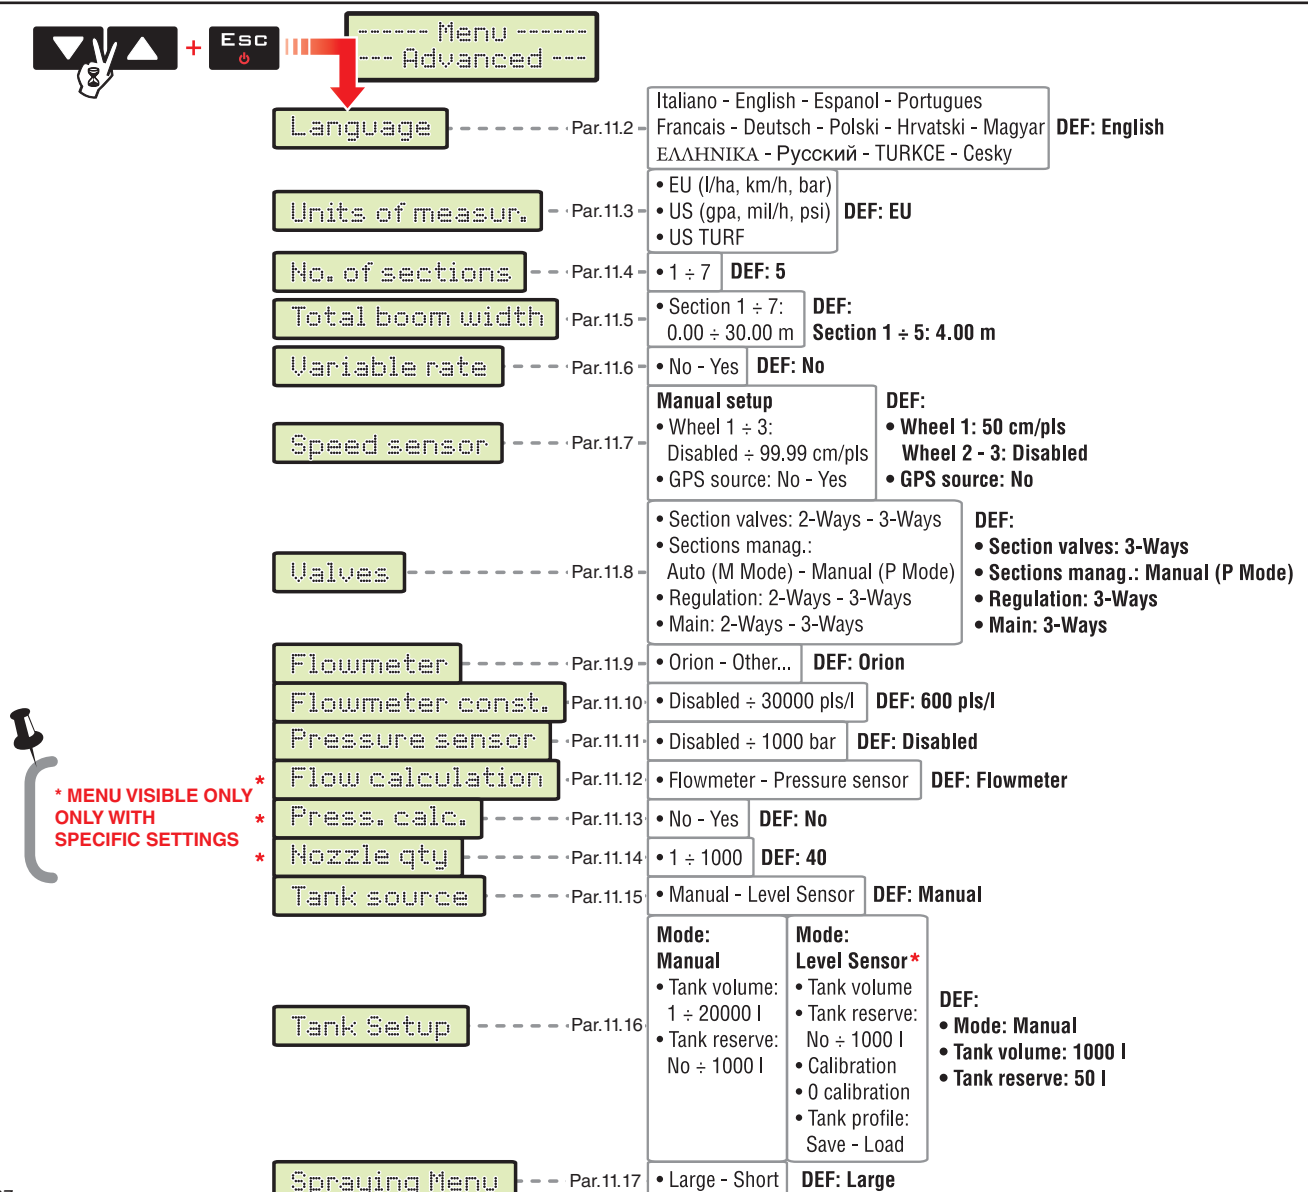 Esc
------ Menu ------
--- Advanced ---
Language
Par.11.2
Italiano - English - Espanol - Portugues
Francais - Deutsch - Polski - Hrvatski - Magyar
ΕΛΛΗΝΙΚΑ - Русский - TURKCE - Cesky
DEF: English
Units of measur.
Par.11.3
• EU (l/ha, km/h, bar)
• US (gpa, mil/h, psi)
• US TURF
DEF: EU
No. of sections
Par.11.4
• 1 ÷ 7
DEF: 5
Total boom width
Par.11.5
• Section 1 ÷ 7:
0.00 ÷ 30.00 m
DEF:
Section 1 ÷ 5: 4.00 m
Variable rate
Par.11.6
• No - Yes
DEF: No
Speed sensor
Par.11.7
Manual setup
• Wheel 1 ÷ 3:
Disabled ÷ 99.99 cm/pls
• GPS source: No - Yes
DEF:
• Wheel 1: 50 cm/pls
Wheel 2 - 3: Disabled
• GPS source: No
Valves
Par.11.8
• Section valves: 2-Ways - 3-Ways
• Sections manag.:
Auto (M Mode) - Manual (P Mode)
• Regulation: 2-Ways - 3-Ways
• Main: 2-Ways - 3-Ways
DEF:
• Section valves: 3-Ways
• Sections manag.: Manual (P Mode)
• Regulation: 3-Ways
• Main: 3-Ways
Flowmeter
Par.11.9
• Orion - Other...
DEF: Orion
Flowmeter const.
Par.11.10
• Disabled ÷ 30000 pls/l
DEF: 600 pls/l
Pressure sensor
Par.11.11
• Disabled ÷ 1000 bar
DEF: Disabled
* Flow calculation
Par.11.12
• Flowmeter - Pressure sensor
DEF: Flowmeter
* MENU VISIBLE ONLY
ONLY WITH
SPECIFIC SETTINGS
* Press. calc.
Par.11.13
• No - Yes
DEF: No
* Nozzle qty
Par.11.14
• 1 ÷ 1000
DEF: 40
Tank source
Par.11.15
• Manual - Level Sensor
DEF: Manual
Tank Setup
Par.11.16
Mode:
Manual
• Tank volume:
1 ÷ 20000 l
• Tank reserve:
No ÷ 1000 l
Mode:
Level Sensor*
• Tank volume
• Tank reserve:
No ÷ 1000 l
• Calibration
• 0 calibration
• Tank profile:
Save - Load
DEF:
• Mode: Manual
• Tank volume: 1000 l
• Tank reserve: 50 l
Spraying Menu
Par.11.17
• Large - Short
DEF: Large